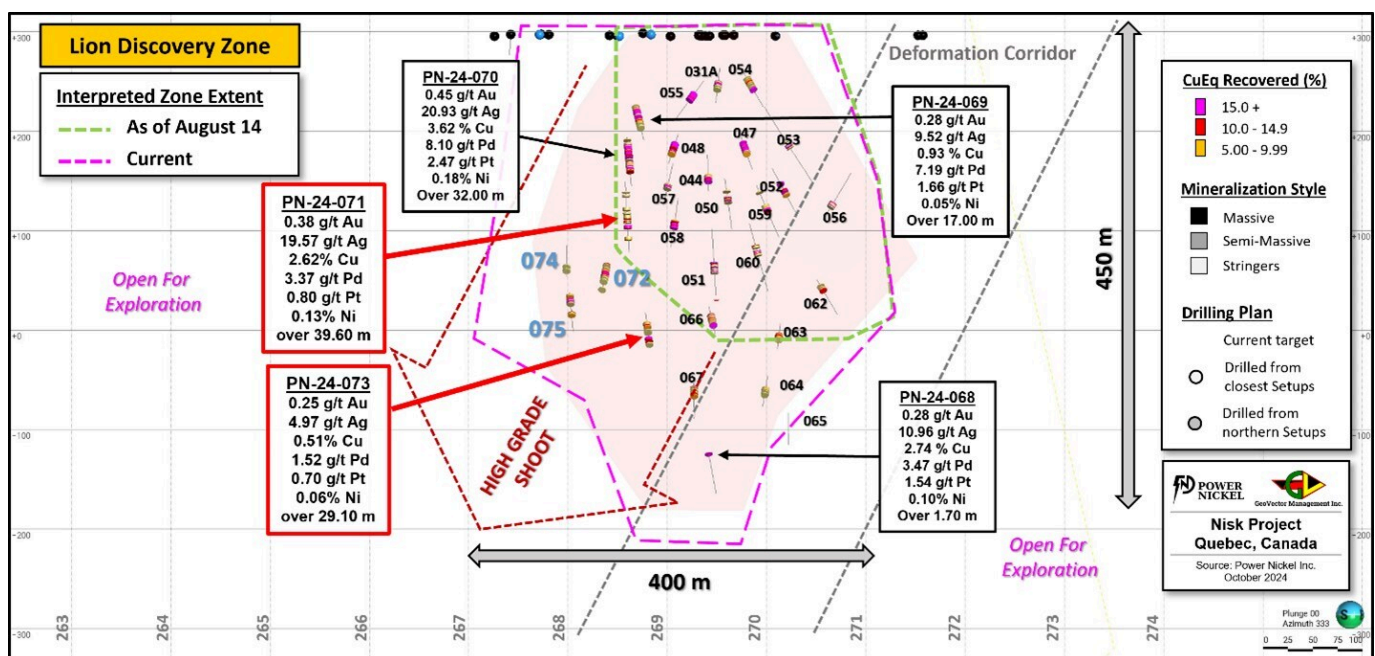 Lion Discovery Zone
Interpreted Zone Extent
As of August 14
Current
PN-24-070
0.45 g/t Au
20.93 g/t Ag
3.62 % Cu
8.10 g/t Pd
2.47 g/t Pt
0.18% Ni
Over 32.00 m
PN-24-071
0.38 g/t Au
19.57 g/t Ag
2.62% Cu
3.37 g/t Pd
0.80 g/t Pt
0.13% Ni
over 39.60 m
PN-24-073
0.25 g/t Au
4.97 g/t Ag
0.51% Cu
1.52 g/t Pd
0.70 g/t Pt
0.06% Ni
over 29.10 m
PN-24-069
0.28 g/t Au
9.52 g/t Ag
0.93 % Cu
7.19 g/t Pd
1.66 g/t Pt
0.05% Ni
Over 17.00 m
PN-24-068
0.28 g/t Au
10.96 g/t Ag
2.74 % Cu
3.47 g/t Pd
1.54 g/t Pt
0.10% Ni
Over 1.70 m
Open For
Exploration
Deformation Corridor
031A
054
055
053
047
048
044
052
057
050
059
056
058
060
051
074
072
062
075
066
063
067
064
065
HIGH GRADE
SHOOT
450 m
400 m
Open For
Exploration
CuEq Recovered (%)
15.0 +
10.0 - 14.9
5.00 - 9.99
Mineralization Style
Massive
Semi-Massive
Stringers
Drilling Plan
Current target
Drilled from
closest Setups
Drilled from
northern Setups
POWER
NICKEL
GeoVector Management Inc.
Nisk Project
Quebec, Canada
Source: Power Nickel Inc.
October 2024
Plunge 00
Azimuth 333
S
0 25 50 75 100
+300
+200
+100
+0
-100
-200
-300
+300
+200
+100
+0
-100
-200
-300
263
264
265
266
267
268
269
270
271
272
273
274